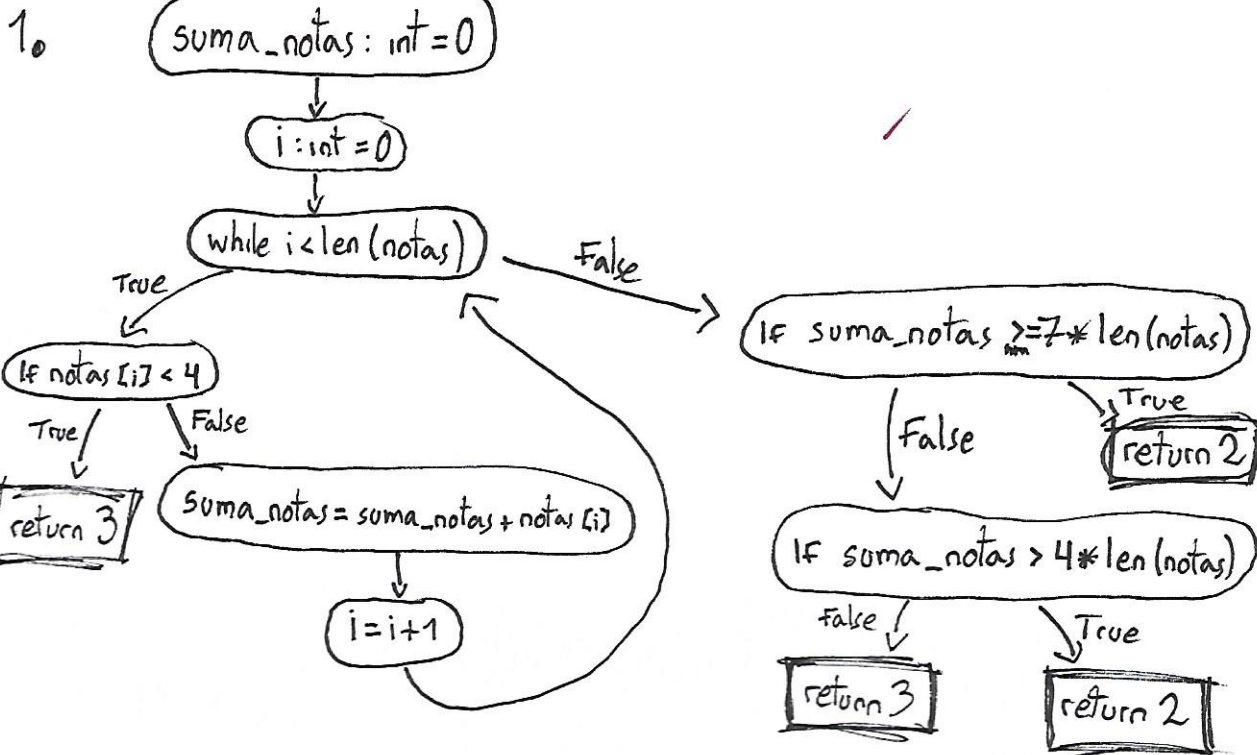 1.
suma_notas: int = 0
i: int = 0
while i < len (notas)
True
False
If notas [i] < 4
True
False
return 3
suma_notas = suma_notas + notas [i]
i = i + 1
If suma_notas >= 7 * len (notas)
True
return 2
False
If suma_notas > 4 * len (notas)
False
True
return 3
return 2